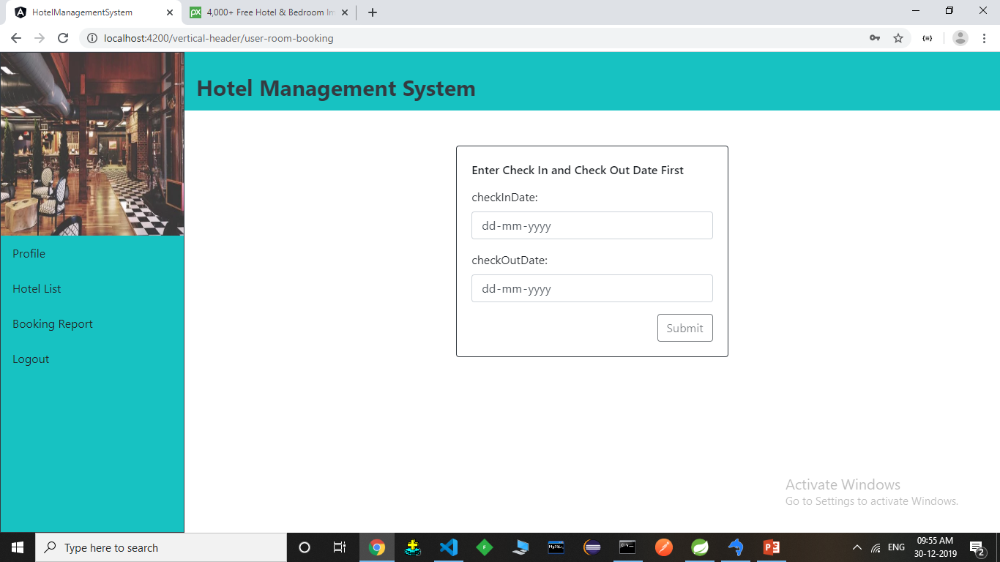 HotelManagementSystem
4,000+ Free Hotel & Bedroom Im
localhost:4200/vertical-header/user-room-booking
Hotel Management System
Profile
Hotel List
Booking Report
Logout
Enter Check In and Check Out Date First
checkInDate:
dd-mm-yyyy
checkOutDate:
dd-mm-yyyy
Submit
Activate Windows
Go to Settings to activate Windows.
Type here to search
ENG
09:55 AM
30-12-2019
2